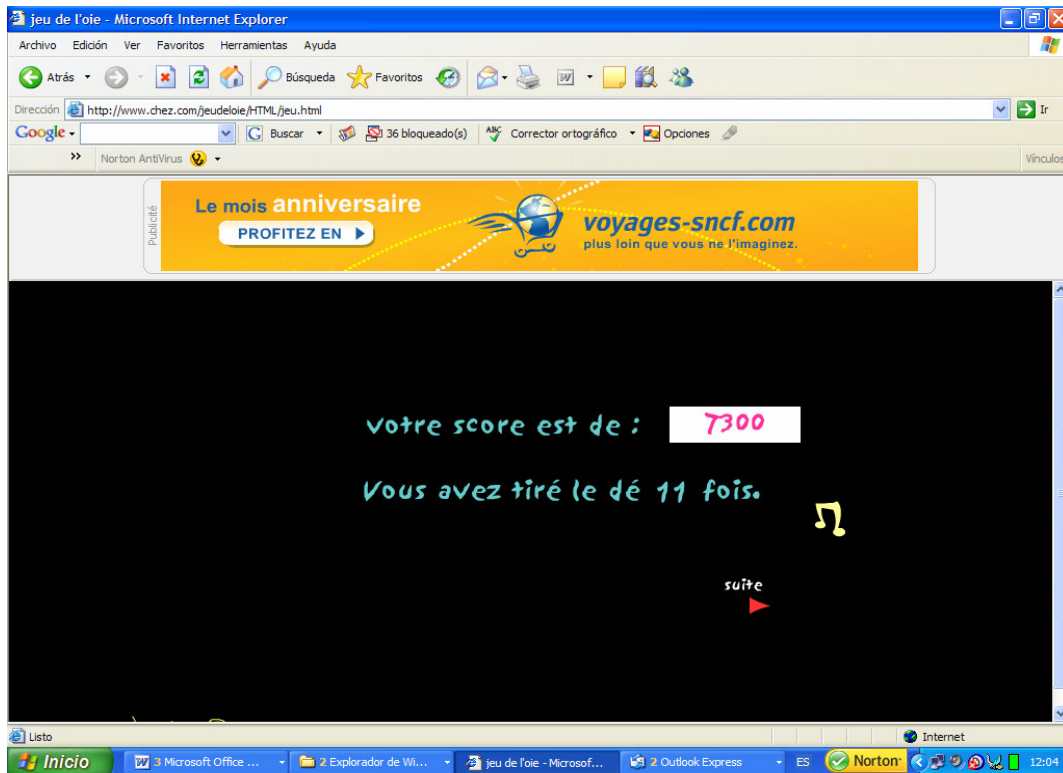 jeu de l'oie - Microsoft Internet Explorer
Archivo Edición Ver Favoritos Herramientas Ayuda
Atrás Búsqueda Favoritos
Dirección http://www.chez.com/jeudeloie/HTML/jeu.html Ir
Google Buscar 36 bloqueado(s) ABC Corrector ortográfico Opciones
Norton AntiVirus Vínculos
Publicité
Le mois anniversaire
PROFITEZ EN
voyages-sncf.com
plus loin que vous ne l'imaginez.
votre score est de : 7300
Vous avez tiré le dé 11 fois.
suite
Listo Internet
Inicio 3 Microsoft Office ... 2 Explorador de Wi... jeu de l'oie - Microsof... 2 Outlook Express ES Norton 12:04